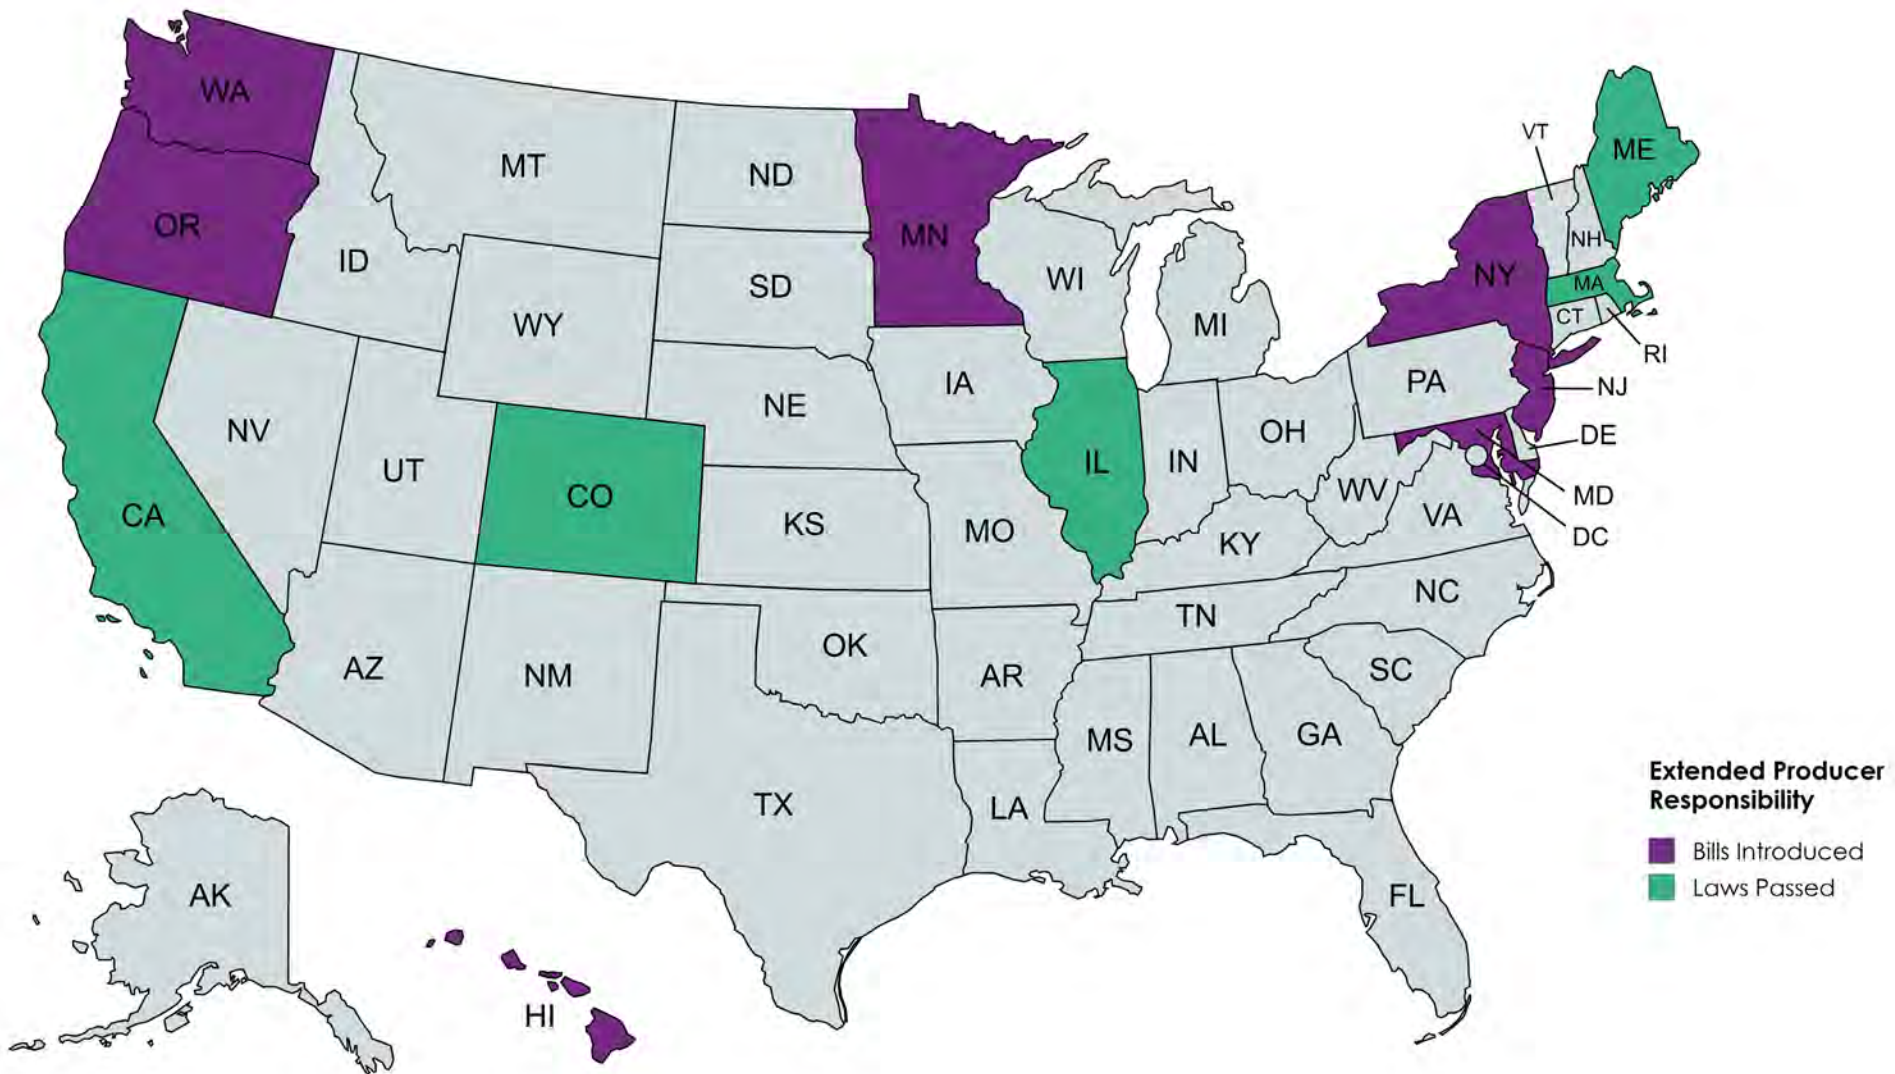 WA
MT
ND
MN
OR
ID
SD
WY
WI
MI
VT
ME
NH
NY
MA
CT
RI
NJ
PA
DE
MD
DC
IA
NE
NV
UT
CO
CA
KS
IL
IN
OH
WV
VA
MO
KY
NC
TN
AZ
NM
OK
AR
SC
MS
AL
GA
TX
LA
FL
AK
HI
Extended Producer
Responsibility
Bills Introduced
Laws Passed